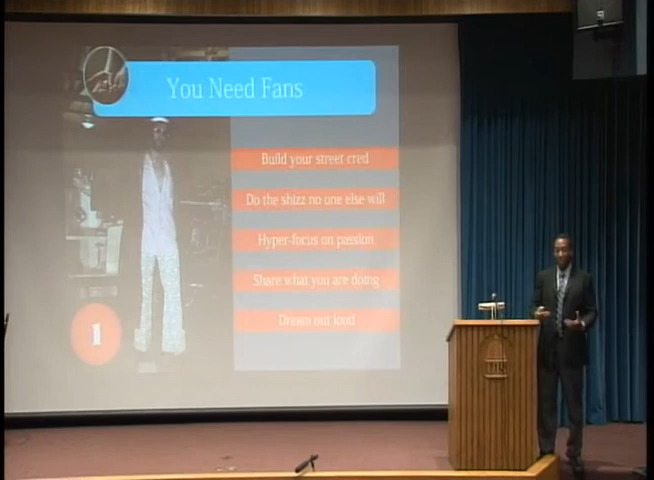 You Need Fans
Build your street cred
Do the shizz no one else will
Hyper-focus on passion
Share what you are doing
Dream out loud
1